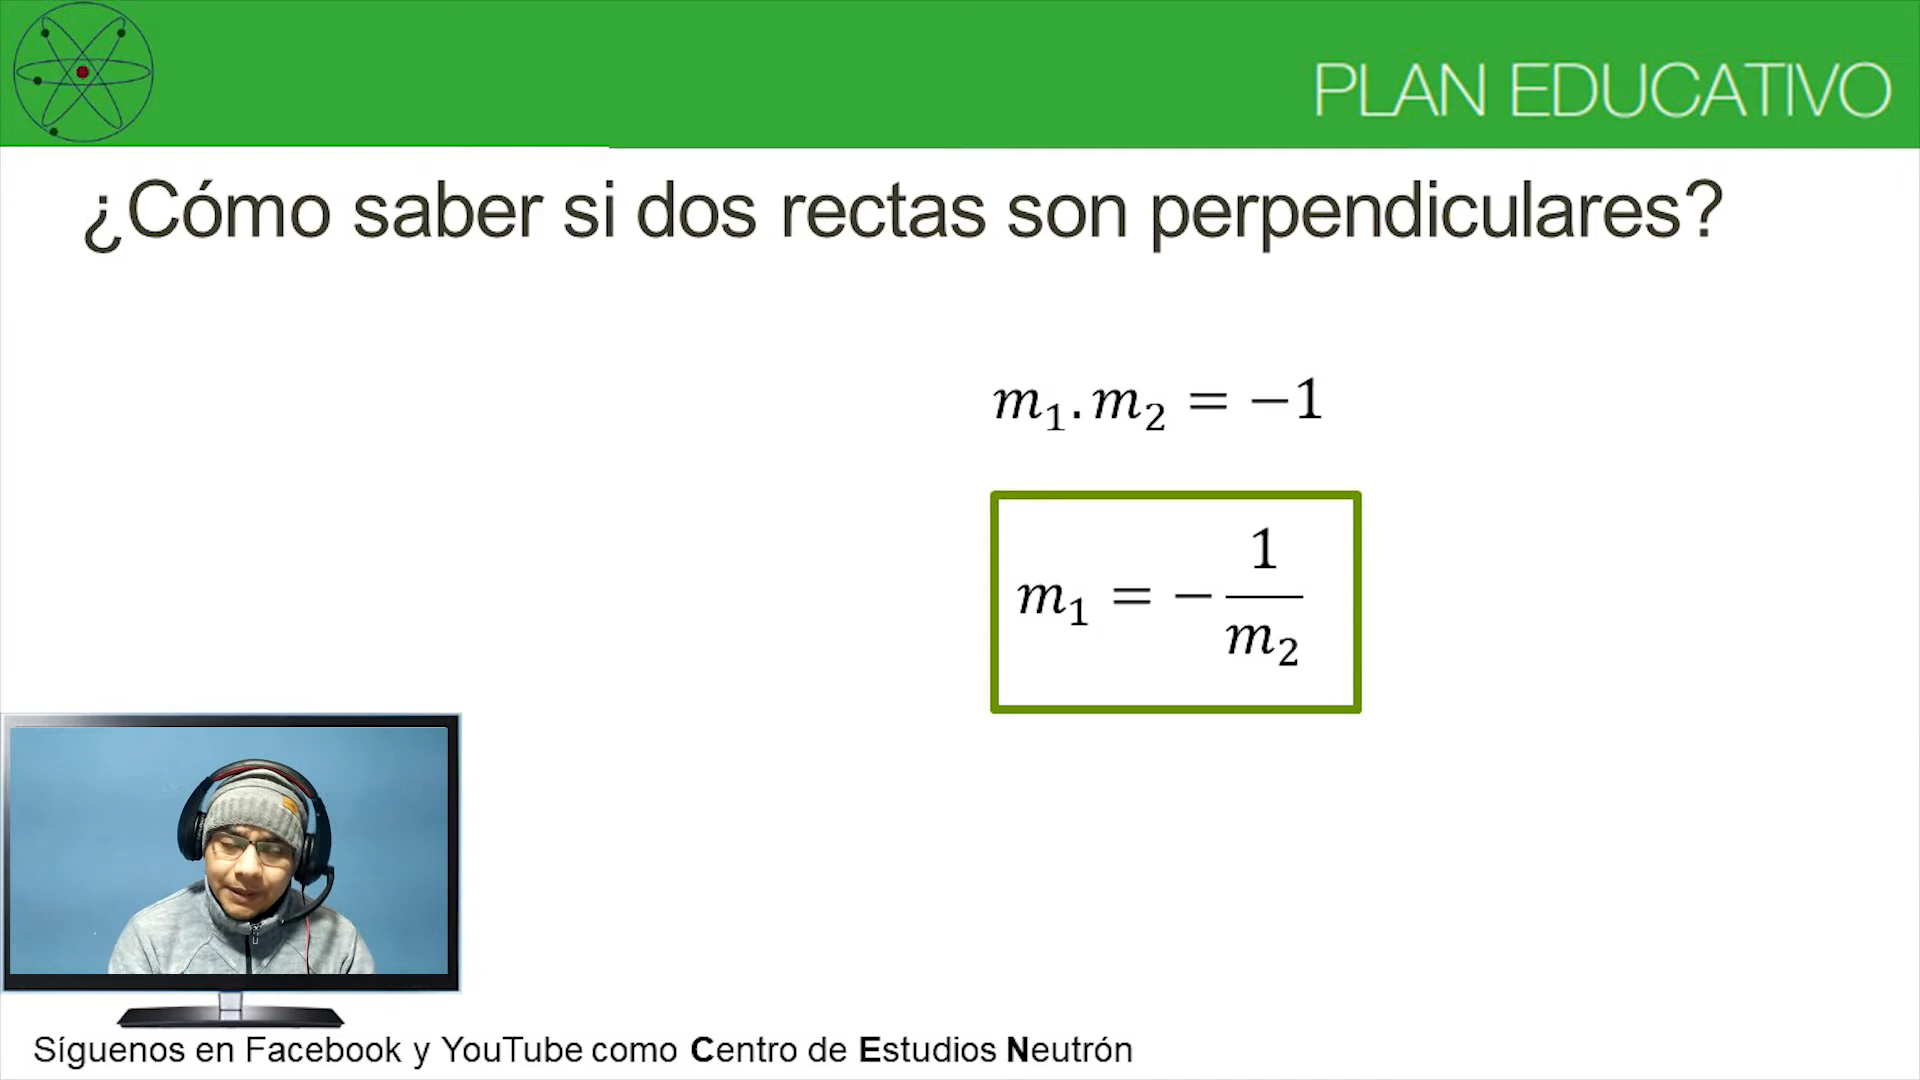 PLAN EDUCATIVO
¿Cómo saber si dos rectas son perpendiculares?
m₁. m₂ = −1
m₁ = − 1/m₂
Síguenos en Facebook y YouTube como Centro de Estudios Neutrón